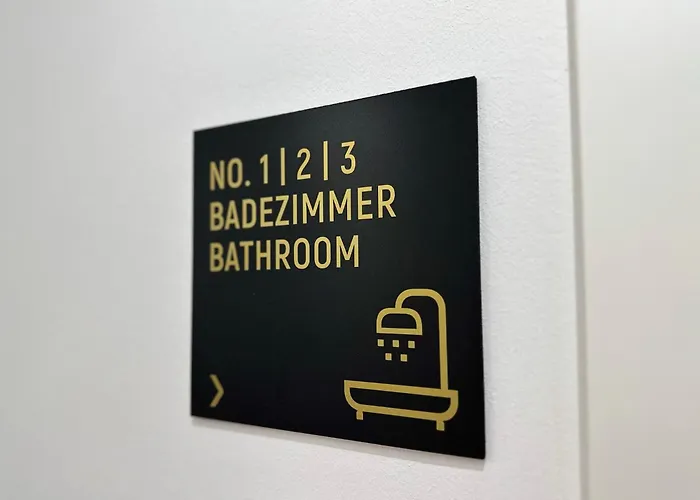 NO. 1 | 2 | 3
BADEZIMMER
BATHROOM